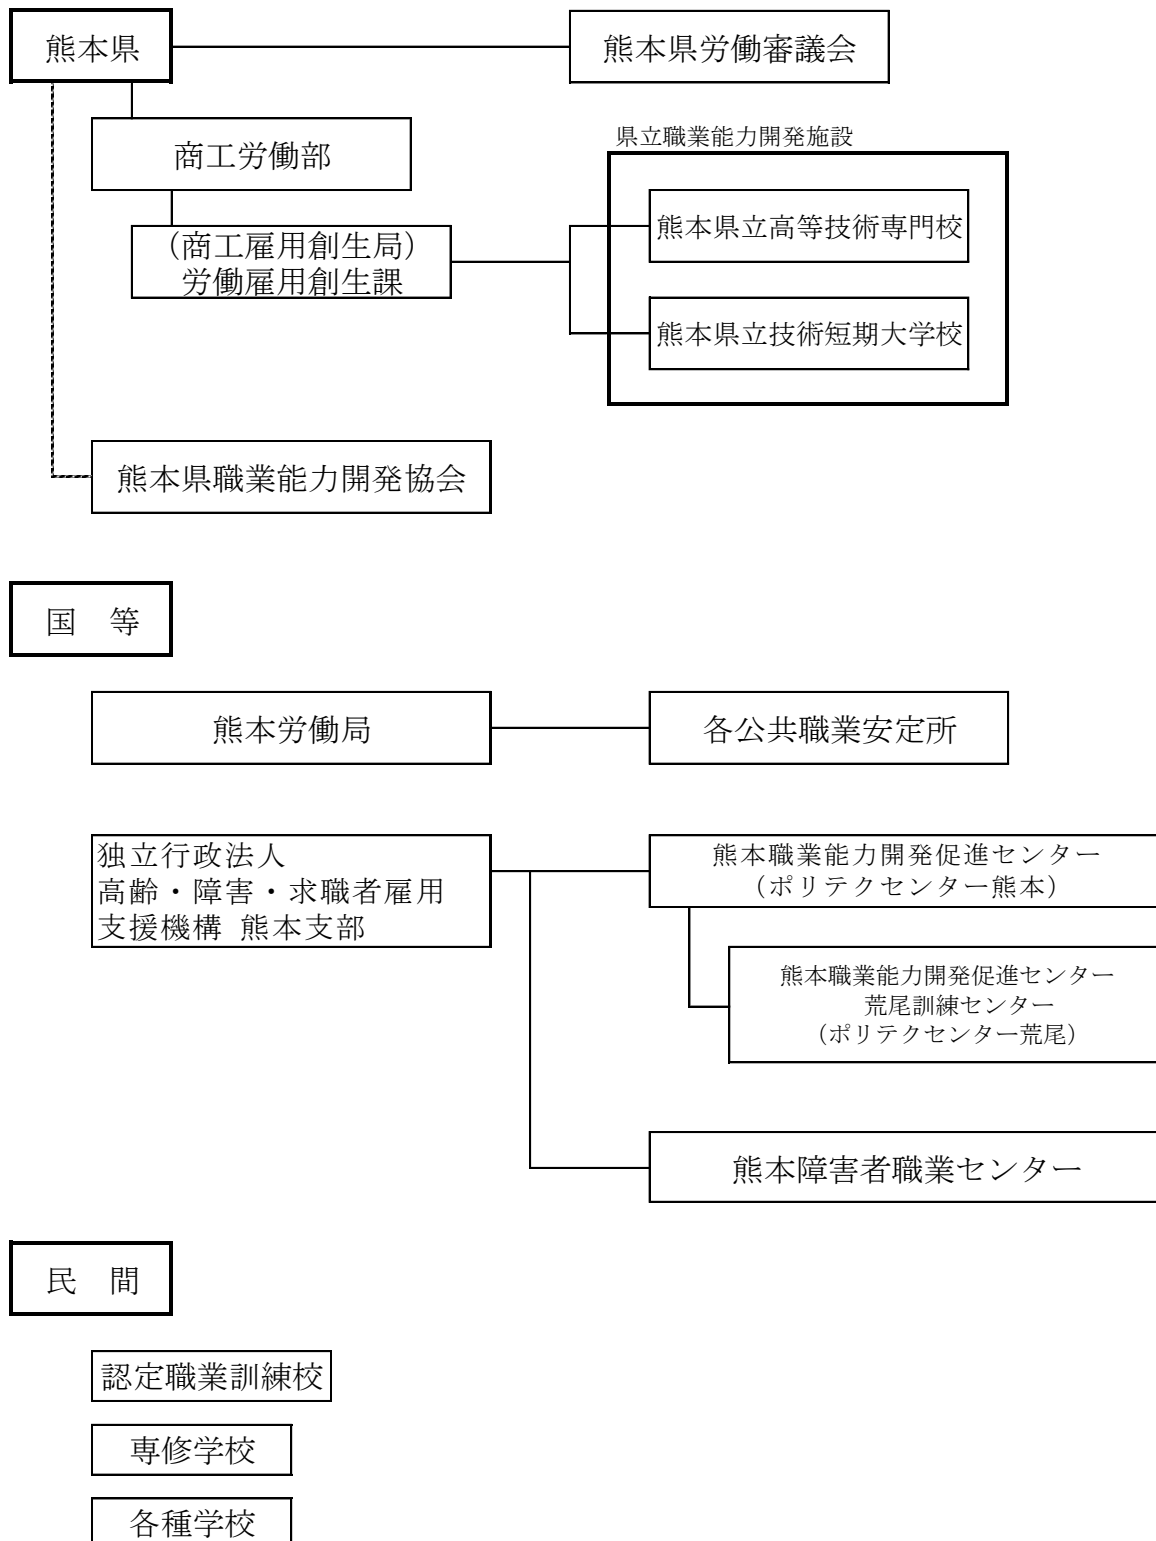 熊本県
熊本県労働審議会
商工労働部
県立職業能力開発施設
（商工雇用創生局）
労働雇用創生課
熊本県立高等技術専門校
熊本県立技術短期大学校
熊本県職業能力開発協会
国　等
熊本労働局
各公共職業安定所
独立行政法人
高齢・障害・求職者雇用
支援機構 熊本支部
熊本職業能力開発促進センター
（ポリテクセンター熊本）
熊本職業能力開発促進センター
荒尾訓練センター
（ポリテクセンター荒尾）
熊本障害者職業センター
民　間
認定職業訓練校
専修学校
各種学校